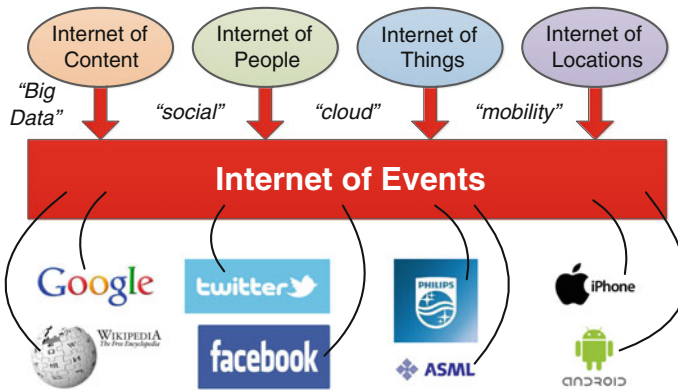 Internet of
Content
Internet of
People
Internet of
Things
Internet of
Locations
“Big
Data”
“social”
“cloud”
“mobility”
Internet of Events
Google
twitter
PHILIPS
iPhone
WIKIPEDIA
The Free Encyclopedia
facebook
ASML
ANDROID